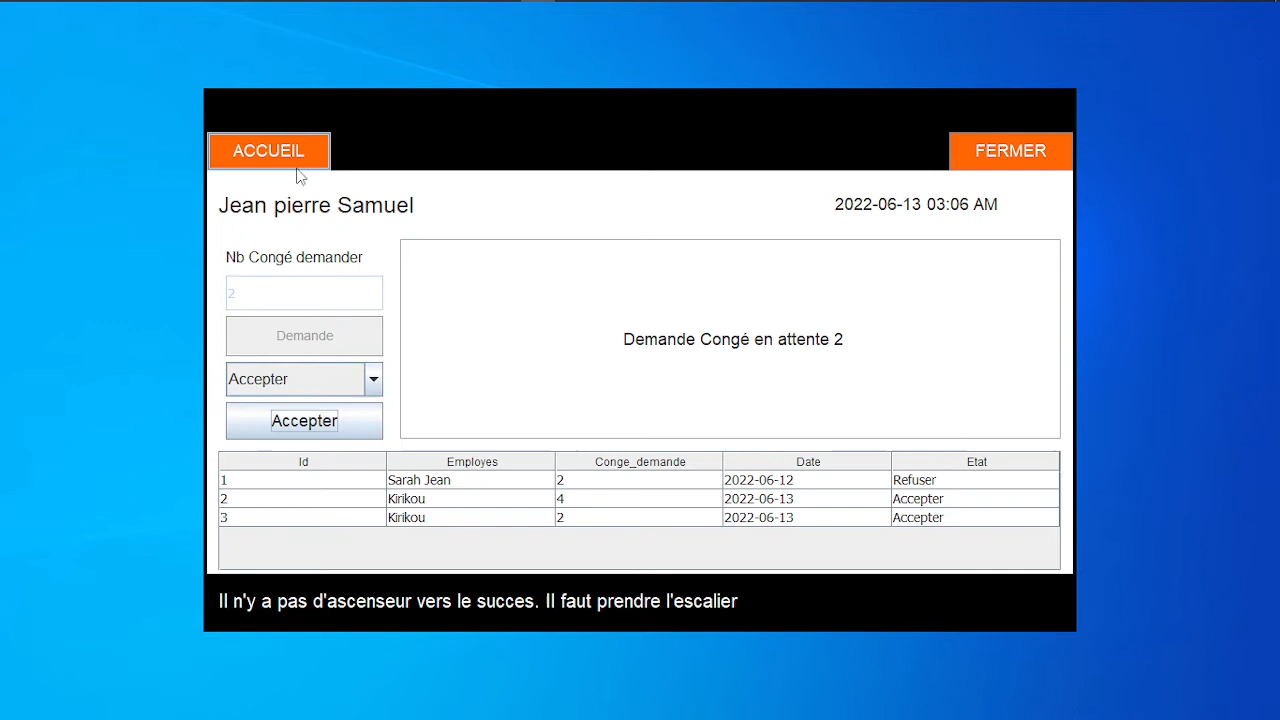 ACCUEIL FERMER
Jean pierre Samuel 2022-06-13 03:06 AM
Nb Congé demander
2
Demande
Demande Congé en attente 2
Accepter
Accepter
Id Employes Conge_demande Date Etat
1 Sarah Jean 2 2022-06-12 Refuser
2 Kirikou 4 2022-06-13 Accepter
3 Kirikou 2 2022-06-13 Accepter
Il n'y a pas d'ascenseur vers le succes. Il faut prendre l'escalier